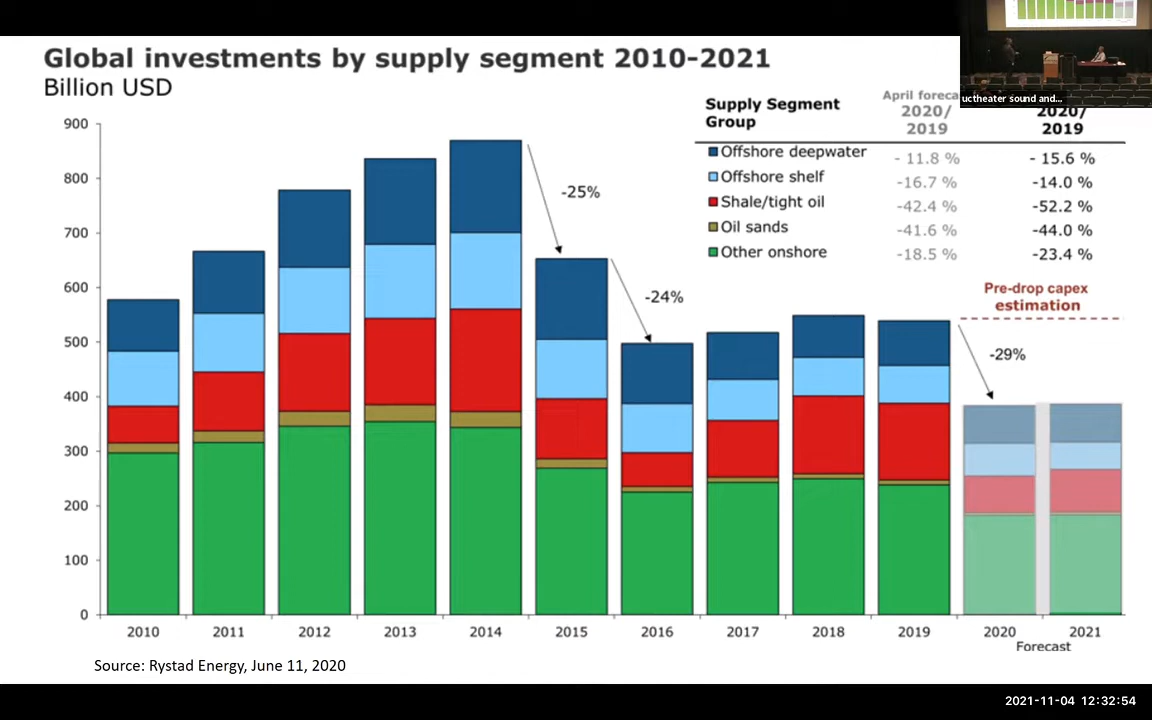 Global investments by supply segment 2010-2021
Billion USD
uctheater sound and...
Supply Segment Group
April foreca
2020/
2019
2020/
2019
Offshore deepwater - 11.8 % - 15.6 %
Offshore shelf -16.7 % -14.0 %
Shale/tight oil -42.4 % -52.2 %
Oil sands -41.6 % -44.0 %
Other onshore -18.5 % -23.4 %
Pre-drop capex
estimation
-25%
-24%
-29%
900
800
700
600
500
400
300
200
100
0
2010 2011 2012 2013 2014 2015 2016 2017 2018 2019 2020 2021
Forecast
Source: Rystad Energy, June 11, 2020
2021-11-04 12:32:54